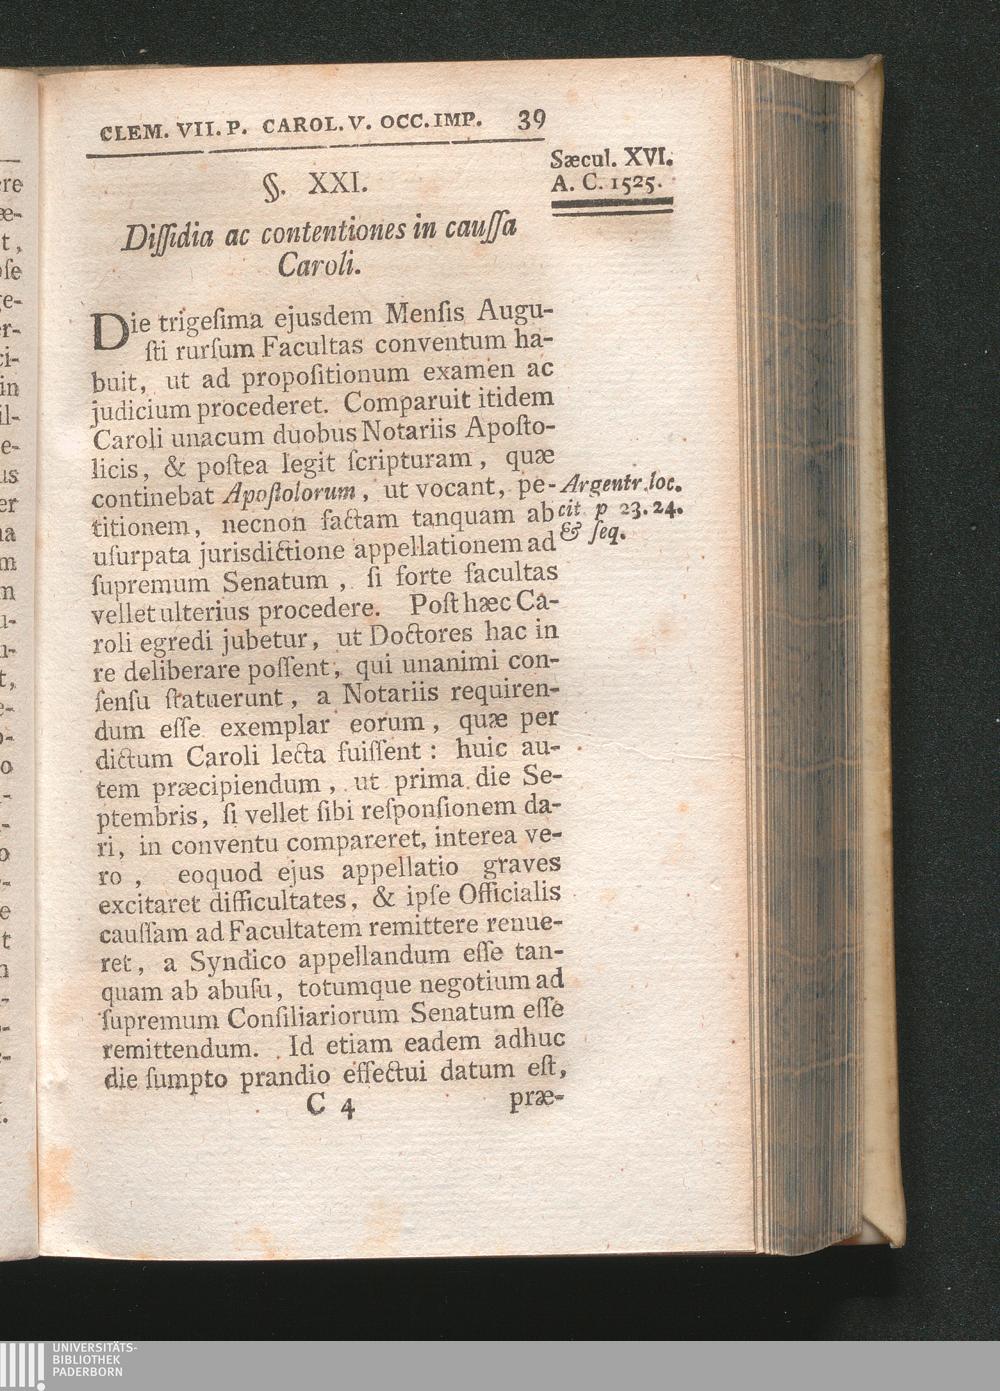 CLEM. VII. P. CAROL. V. OCC. IMP. 39
Sæcul. XVI.
A. C. 1525.
§. XXI.
Diſſidia ac contentiones in cauſſa
Caroli.
Die trigeſima ejusdem Menſis Augu-
ſti rurſum Facultas conventum ha-
buit, ut ad propoſitionum examen ac
judicium procederet. Comparuit itidem
Caroli unacum duobus Notariis Apoſto-
licis, & poſtea legit ſcripturam, quæ
continebat Apoſtolorum, ut vocant, pe-
titionem, necnon factam tanquam ab
uſurpata jurisdictione appellationem ad
ſupremum Senatum, ſi forte facultas
vellet ulterius procedere. Poſt hæc Ca-
roli egredi jubetur, ut Doctores hac in
re deliberare poſſent, qui unanimi con-
ſenſu ſtatuerunt, a Notariis requiren-
dum eſſe exemplar eorum, quæ per
dictum Caroli lecta fuiſſent: huic au-
tem præcipiendum, ut prima die Se-
ptembris, ſi vellet ſibi reſponſionem da-
ri, in conventu compareret, interea ve-
ro, eoquod ejus appellatio graves
excitaret difficultates, & ipſe Officialis
cauſſam ad Facultatem remittere renue-
ret, a Syndico appellandum eſſe tan-
quam ab abuſu, totumque negotium ad
ſupremum Conſiliariorum Senatum eſſe
remittendum. Id etiam eadem adhuc
die ſumpto prandio effectui datum eſt,
C 4 præ-
Argentr. loc.
cit p 23. 24.
& ſeq.
UNIVERSITÄTS-
BIBLIOTHEK
PADERBORN